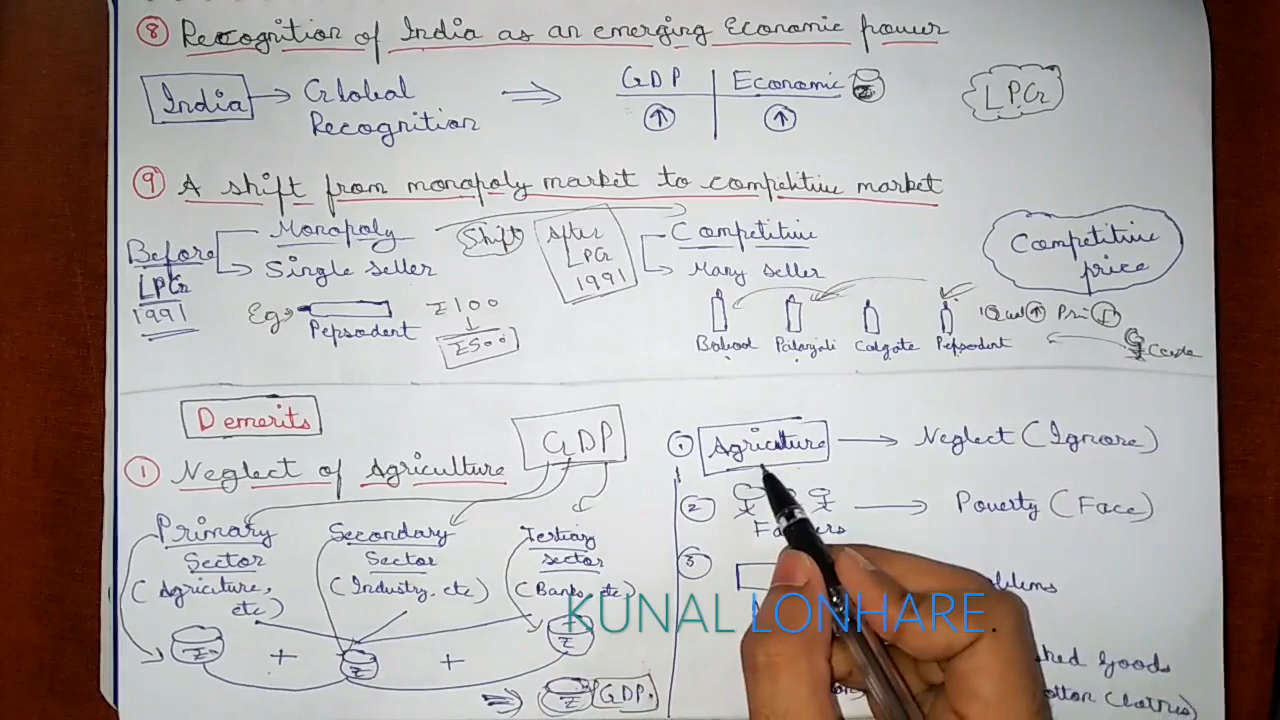 8 Recognition of India as an emerging Economic power
India → Global Recognition ⇒ GDP ↑ Economic ↑
LPG
9 A shift from monopoly market to competitive market
Before LPG 1991
Monopoly
Single seller
Shift
After LPG 1991
Competitive
Many seller
Competitive price
Eg → Pepsodent
₹100
₹500
Babool Patanjali Colgate Pepsodent
Demerits
GDP
1 Neglect of Agriculture
Primary Sector
(Agriculture, etc)
Secondary Sector
(Industry, etc)
Tertiary sector
(Banks, etc)
+ +
GDP.
1 Agriculture → Neglect (Ignore)
2 → Poverty (Face)
3
Goods
KUNAL LONHARE.